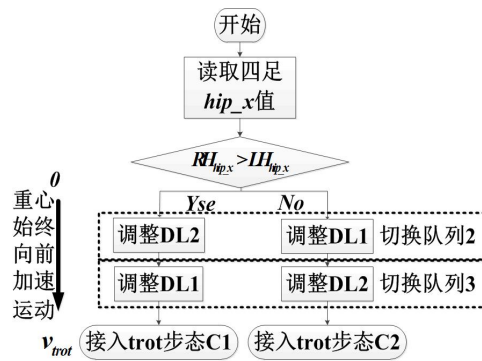 开始
读取四足
hip_x值
RH_hip_x>LH_hip_x
Yse
No
0
重心
始终
向前
加速
运动
v_trot
调整DL2
调整DL1
切换队列2
调整DL1
调整DL2
切换队列3
接入trot步态C1
接入trot步态C2